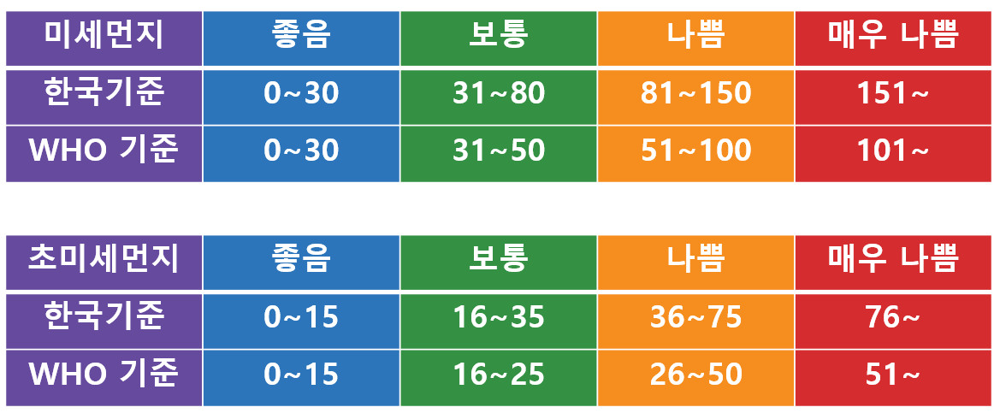 미세먼지 좋음 보통 나쁨 매우 나쁨
한국기준 0~30 31~80 81~150 151~
WHO 기준 0~30 31~50 51~100 101~
초미세먼지 좋음 보통 나쁨 매우 나쁨
한국기준 0~15 16~35 36~75 76~
WHO 기준 0~15 16~25 26~50 51~